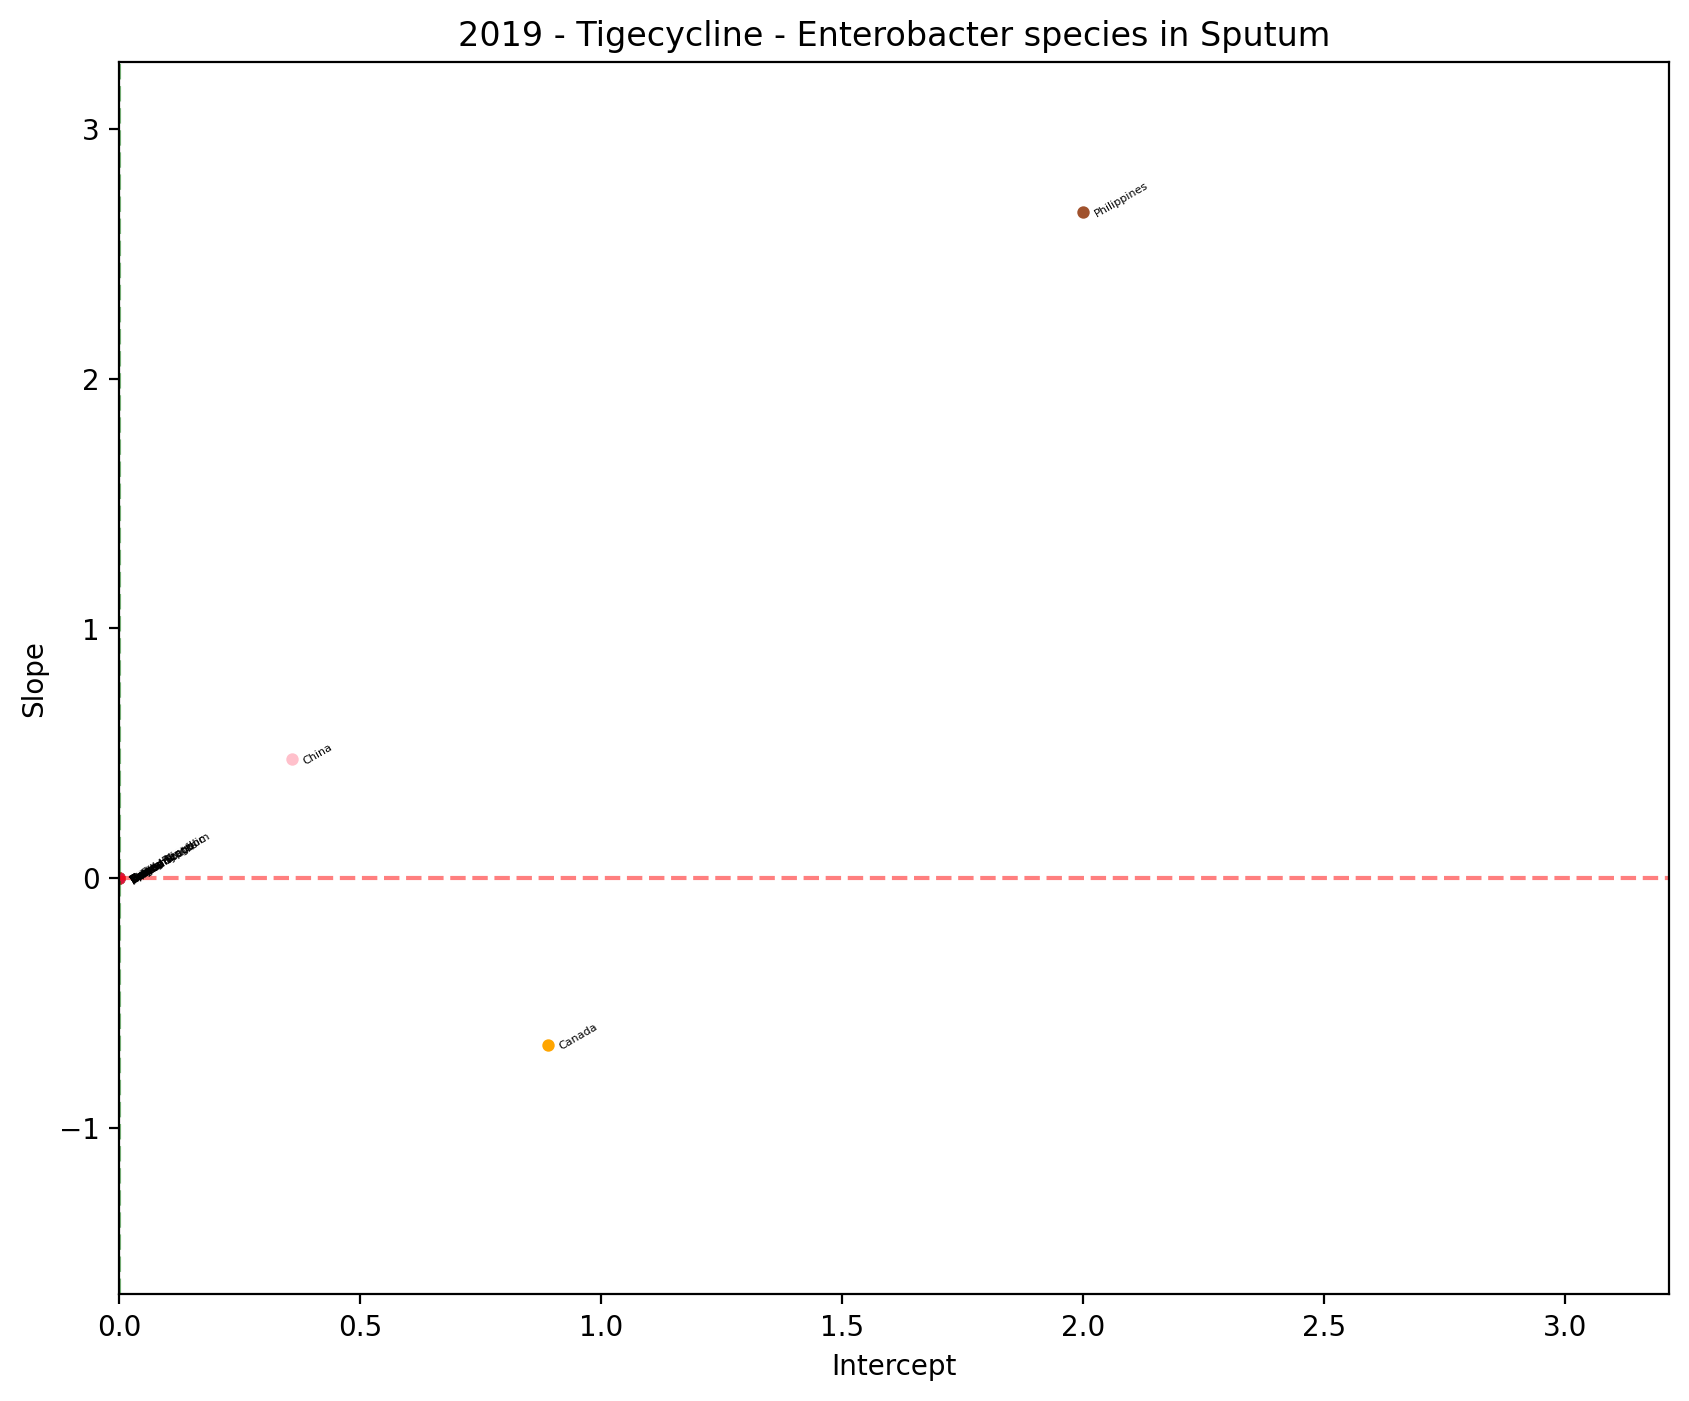 2019 - Tigecycline - Enterobacter species in Sputum
3
Philippines
2
Slope
1
China
0
Canada
−1
0.0 0.5 1.0 1.5 2.0 2.5 3.0
Intercept